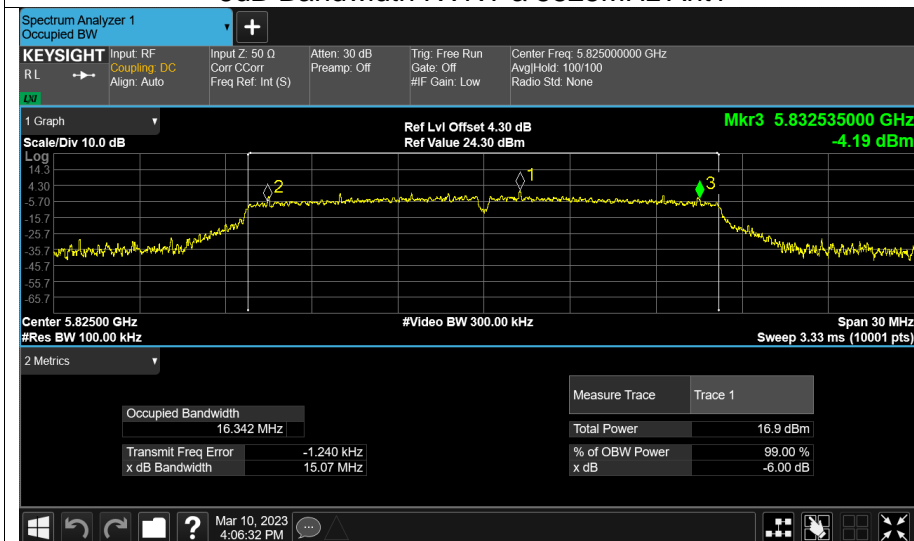 Spectrum Analyzer 1
Occupied BW
+
KEYSIGHT
RL
LXI
Input: RF
Coupling: DC
Align: Auto
Input Z: 50 Ω
Corr CCorr
Freq Ref: Int (S)
Atten: 30 dB
Preamp: Off
Trig: Free Run
Gate: Off
#IF Gain: Low
Center Freq: 5.825000000 GHz
Avg|Hold: 100/100
Radio Std: None
1 Graph
Scale/Div 10.0 dB
Ref Lvl Offset 4.30 dB
Ref Value 24.30 dBm
Mkr3 5.832535000 GHz
-4.19 dBm
Log
14.3
4.30
-5.70
-15.7
-25.7
-35.7
-45.7
-55.7
-65.7
2
1
3
Center 5.82500 GHz
#Res BW 100.00 kHz
#Video BW 300.00 kHz
Span 30 MHz
Sweep 3.33 ms (10001 pts)
2 Metrics
Occupied Bandwidth
16.342 MHz
Transmit Freq Error -1.240 kHz
x dB Bandwidth 15.07 MHz
Measure Trace Trace 1
Total Power 16.9 dBm
% of OBW Power 99.00 %
x dB -6.00 dB
?
Mar 10, 2023
4:06:32 PM